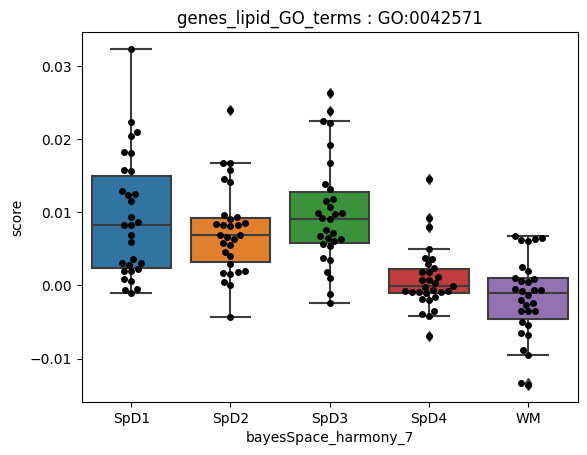 genes_lipid_GO_terms : GO:0042571
0.03
0.02
0.01
0.00
−0.01
score
SpD1 SpD2 SpD3 SpD4 WM
bayesSpace_harmony_7